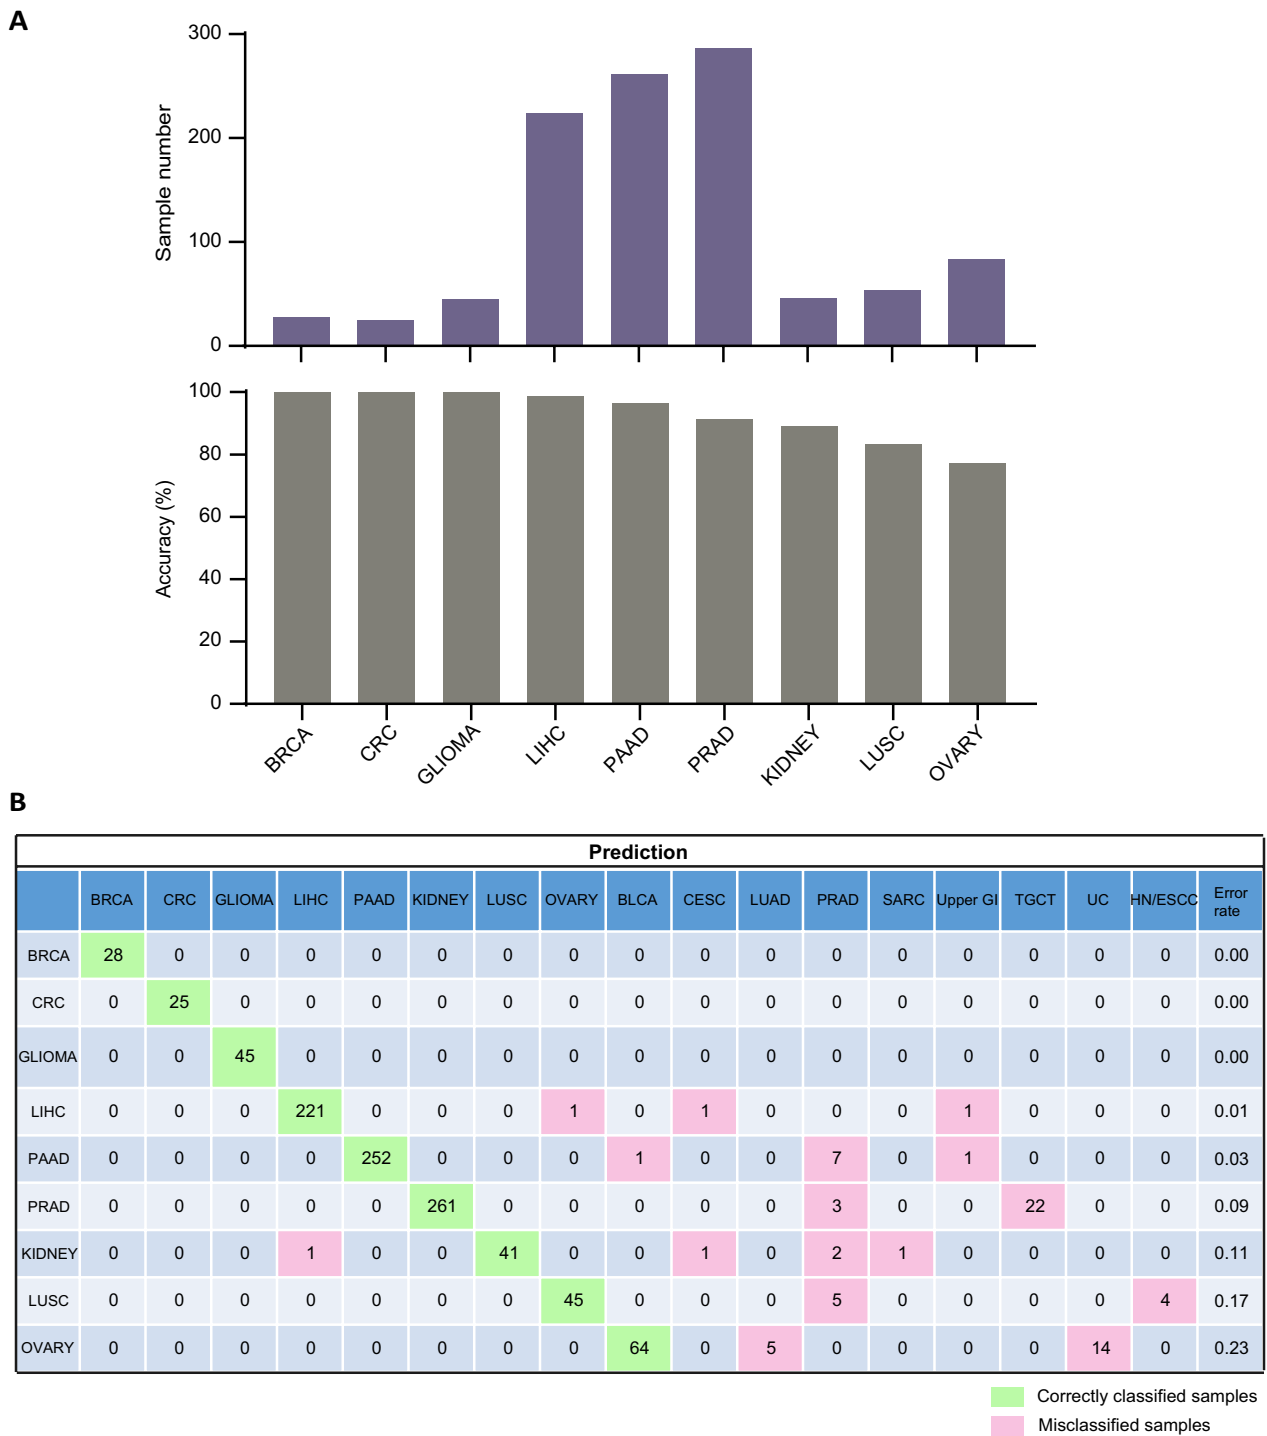 A
300
200
100
0
Sample number
100
80
60
40
20
0
Accuracy (%)
BRCA CRC GLIOMA LIHC PAAD PRAD KIDNEY LUSC OVARY
B
Prediction
BRCA CRC GLIOMA LIHC PAAD KIDNEY LUSC OVARY BLCA CESC LUAD PRAD SARC Upper GI TGCT UC HN/ESCC Error rate
BRCA 28 0 0 0 0 0 0 0 0 0 0 0 0 0 0 0 0 0.00
CRC 0 25 0 0 0 0 0 0 0 0 0 0 0 0 0 0 0 0.00
GLIOMA 0 0 45 0 0 0 0 0 0 0 0 0 0 0 0 0 0 0.00
LIHC 0 0 0 221 0 0 0 1 0 1 0 0 0 1 0 0 0 0.01
PAAD 0 0 0 0 252 0 0 0 1 0 0 7 0 1 0 0 0 0.03
PRAD 0 0 0 0 0 261 0 0 0 0 0 3 0 0 22 0 0 0.09
KIDNEY 0 0 0 1 0 0 41 0 0 1 0 2 1 0 0 0 0 0.11
LUSC 0 0 0 0 0 0 0 45 0 0 0 5 0 0 0 0 4 0.17
OVARY 0 0 0 0 0 0 0 0 64 0 5 0 0 0 0 14 0 0.23
Correctly classified samples
Misclassified samples